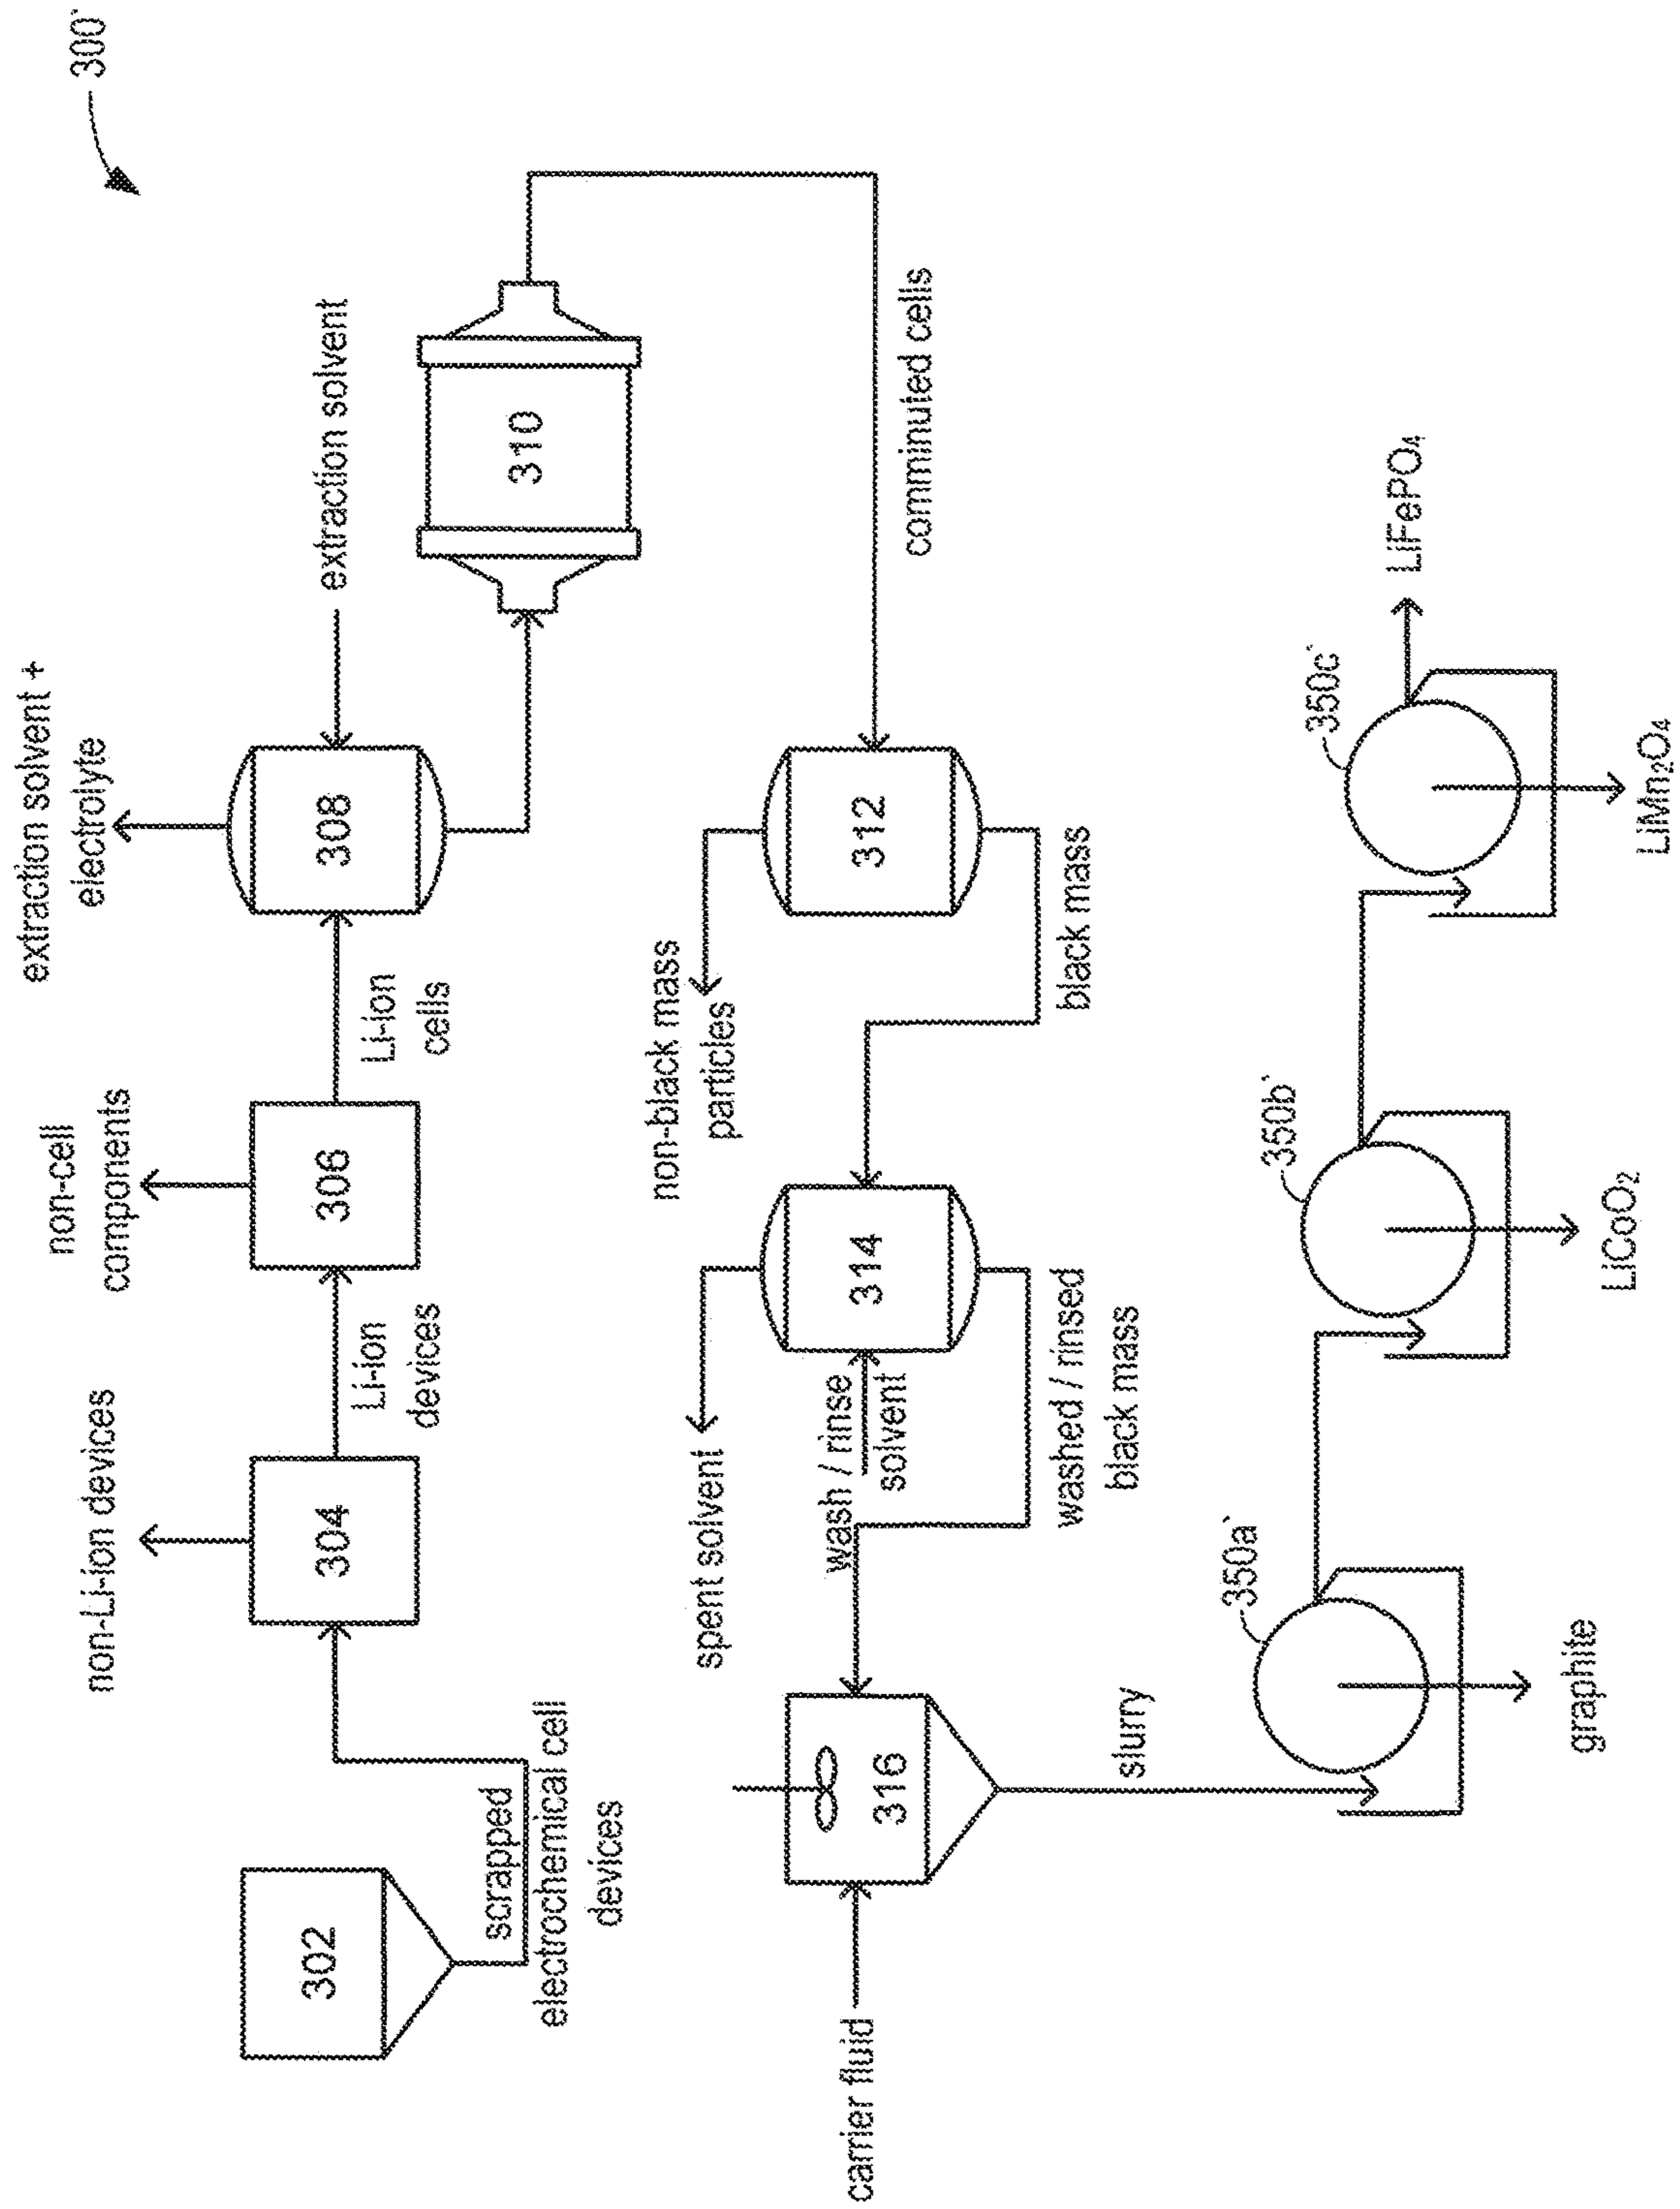 300'
extraction solvent +
electrolyte
non-cell
components
non-Li-ion devices
302
scrapped
electrochemical cell
devices
304
Li-ion
devices
306
Li-ion
cells
308
extraction solvent
310
comminuted cells
312
non-black mass
particles
black mass
314
spent solvent
wash / rinse
solvent
washed / rinsed
black mass
316
carrier fluid
slurry
350a'
graphite
350b'
LiCoO₂
350c'
LiFePO₄
LiMn₂O₄